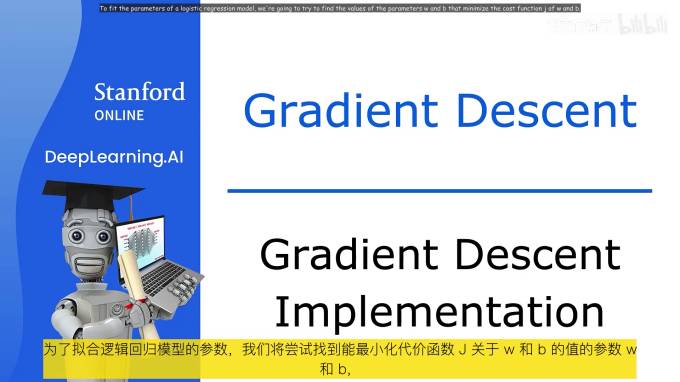 To fit the parameters of a logistic regression model, we're going to try to find the values of the parameters w and b that minimize the cost function j of w and b.
bilibili
Stanford
ONLINE
DeepLearning.AI
Gradient Descent
Gradient Descent
Implementation
为了拟合逻辑回归模型的参数，我们将尝试找到能最小化代价函数 J 关于 w 和 b 的值的参数 w
和 b,